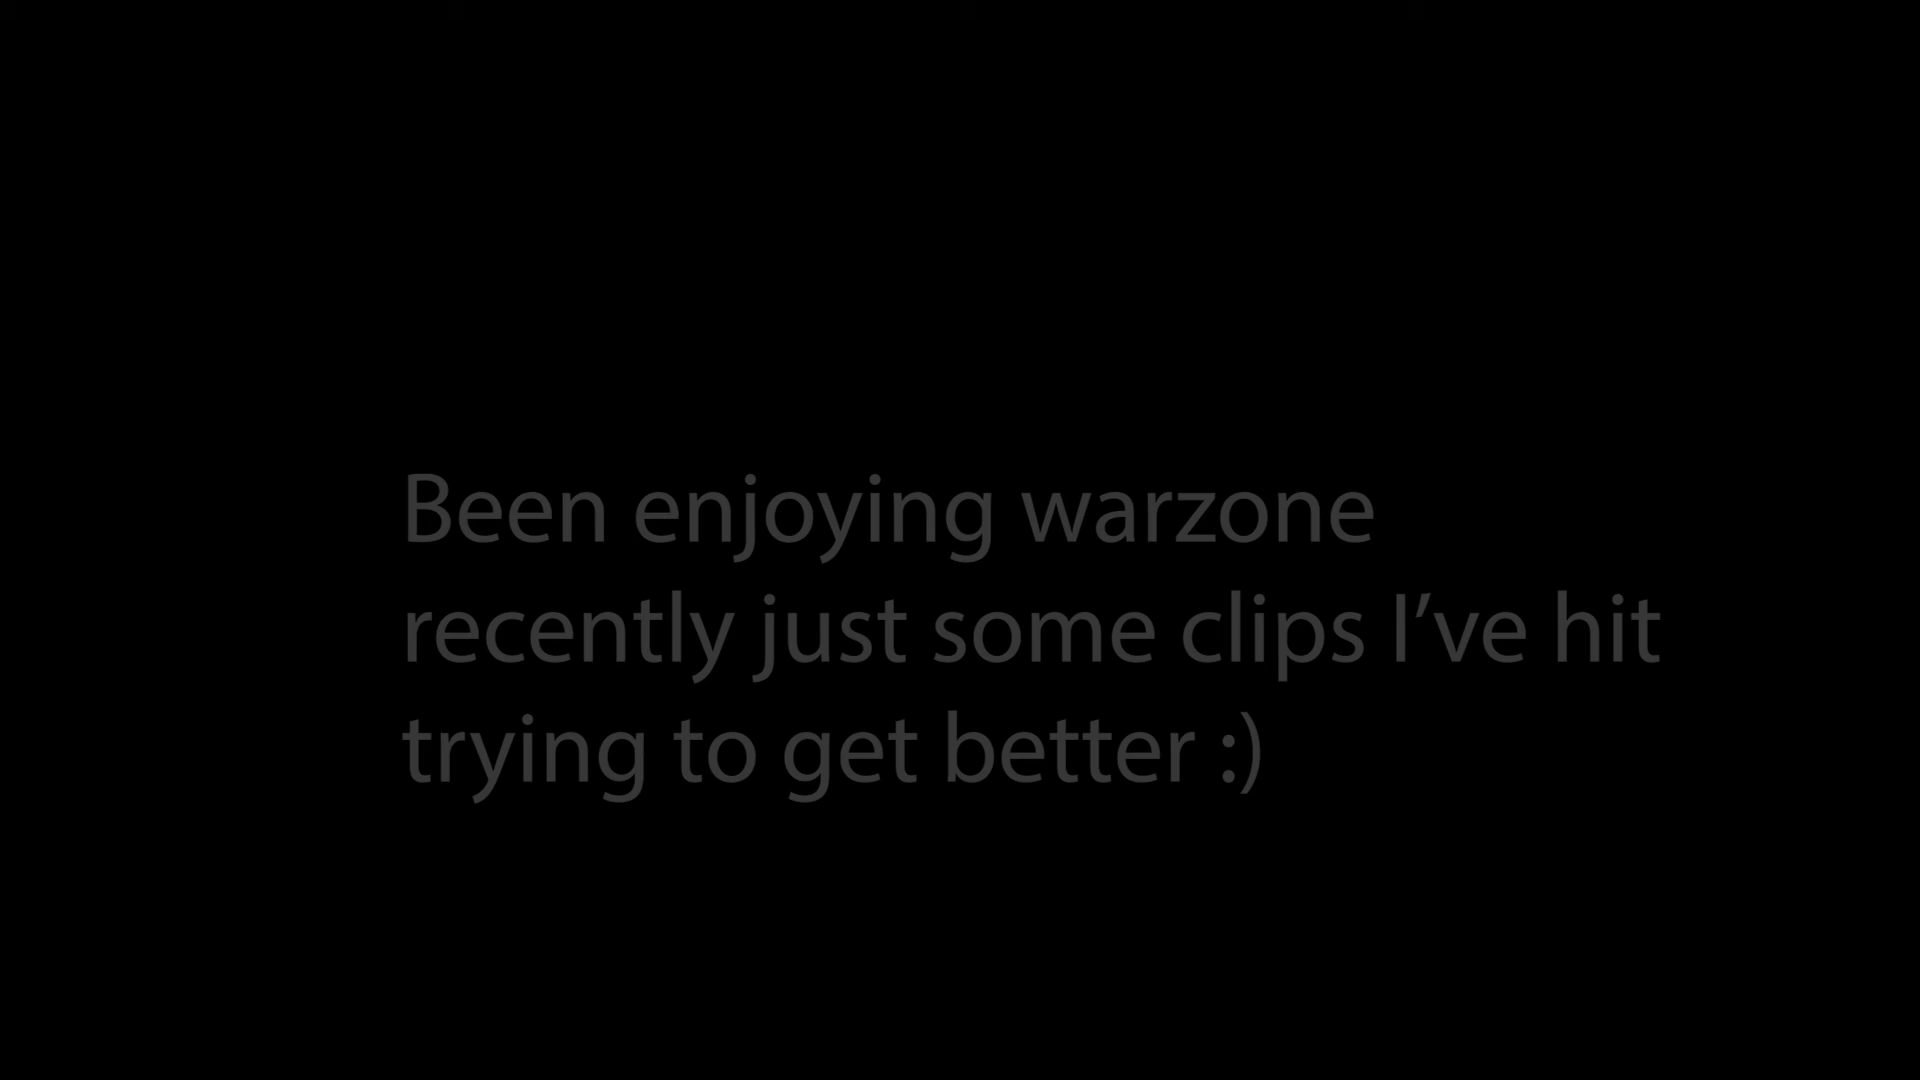 Been enjoying warzone
recently just some clips I’ve hit
trying to get better :)